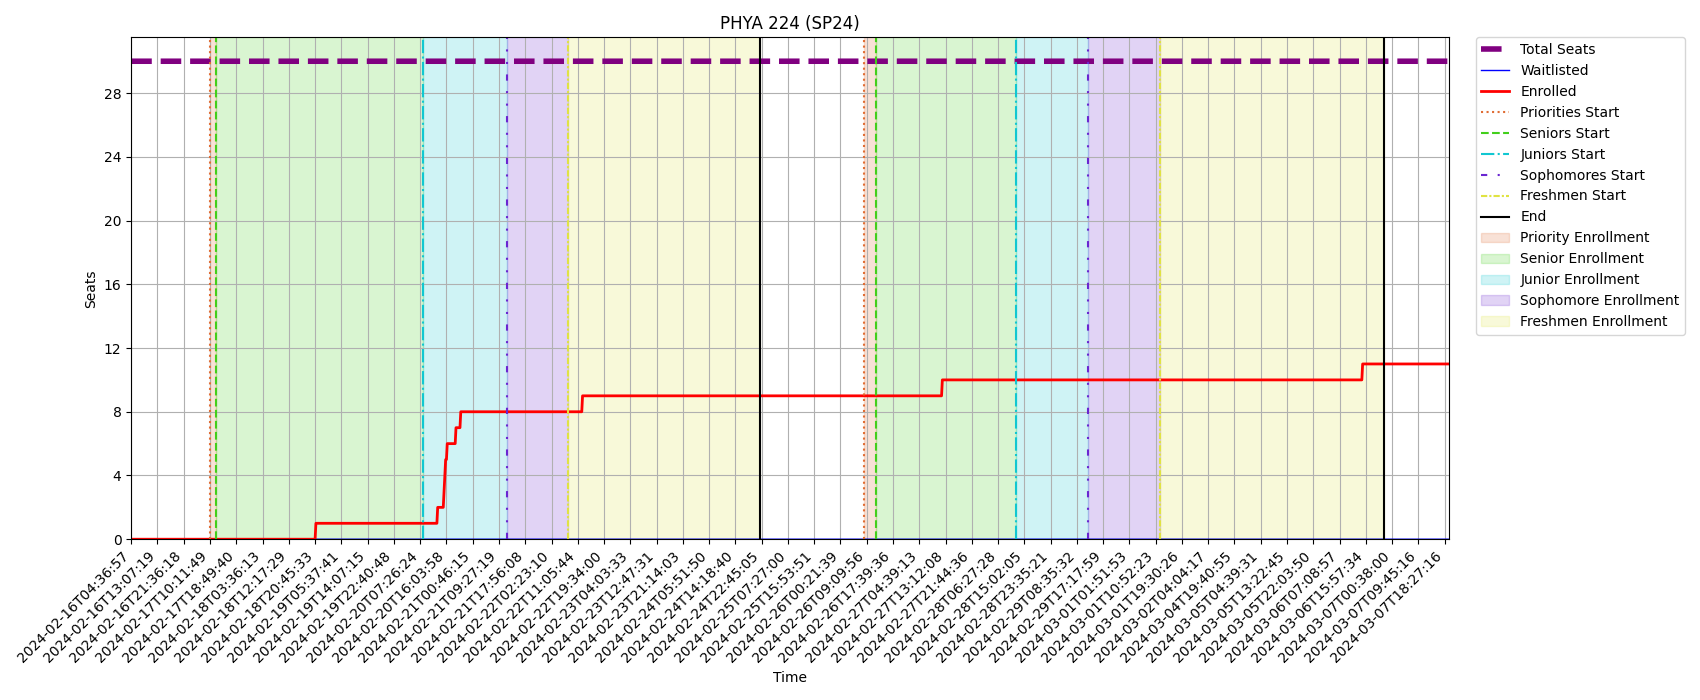 PHYA 224 (SP24)
Total Seats
Waitlisted
Enrolled
Priorities Start
Seniors Start
Juniors Start
Sophomores Start
Freshmen Start
End
Priority Enrollment
Senior Enrollment
Junior Enrollment
Sophomore Enrollment
Freshmen Enrollment
Seats
28
24
20
16
12
8
4
0
2024-02-16T04:36:57
2024-02-16T13:07:19
2024-02-16T21:36:18
2024-02-17T10:11:49
2024-02-17T18:49:40
2024-02-18T03:36:13
2024-02-18T12:17:29
2024-02-18T20:45:33
2024-02-19T05:37:41
2024-02-19T14:07:15
2024-02-19T22:40:48
2024-02-20T07:26:24
2024-02-20T16:03:58
2024-02-21T00:46:15
2024-02-21T09:27:19
2024-02-21T17:56:08
2024-02-22T02:23:10
2024-02-22T11:05:44
2024-02-22T19:34:00
2024-02-23T04:03:33
2024-02-23T12:47:31
2024-02-23T21:14:03
2024-02-24T05:51:50
2024-02-24T14:18:40
2024-02-24T22:45:05
2024-02-25T07:27:00
2024-02-25T15:53:51
2024-02-26T00:21:39
2024-02-26T09:09:56
2024-02-26T17:39:36
2024-02-27T04:39:13
2024-02-27T13:12:08
2024-02-27T21:44:36
2024-02-28T06:27:28
2024-02-28T15:02:05
2024-02-28T23:35:21
2024-02-29T08:35:32
2024-02-29T17:17:59
2024-03-01T01:51:53
2024-03-01T10:52:23
2024-03-01T19:30:26
2024-03-02T04:04:17
2024-03-04T19:40:55
2024-03-05T04:39:31
2024-03-05T13:22:45
2024-03-05T22:03:50
2024-03-06T07:08:57
2024-03-06T15:57:34
2024-03-07T00:38:00
2024-03-07T09:45:16
2024-03-07T18:27:16
Time